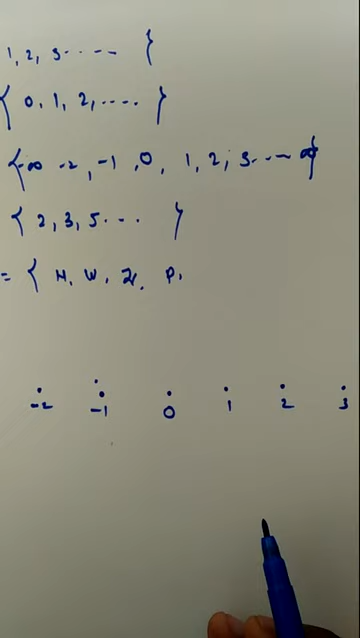 1, 2, 3 ..... }
{ 0, 1, 2, .... }
{ -∞ -2, -1, 0, 1, 2, 3.... ∞ }
{ 2, 3, 5 ... }
= { N, W, Z, P,
-2 -1 0 1 2 3